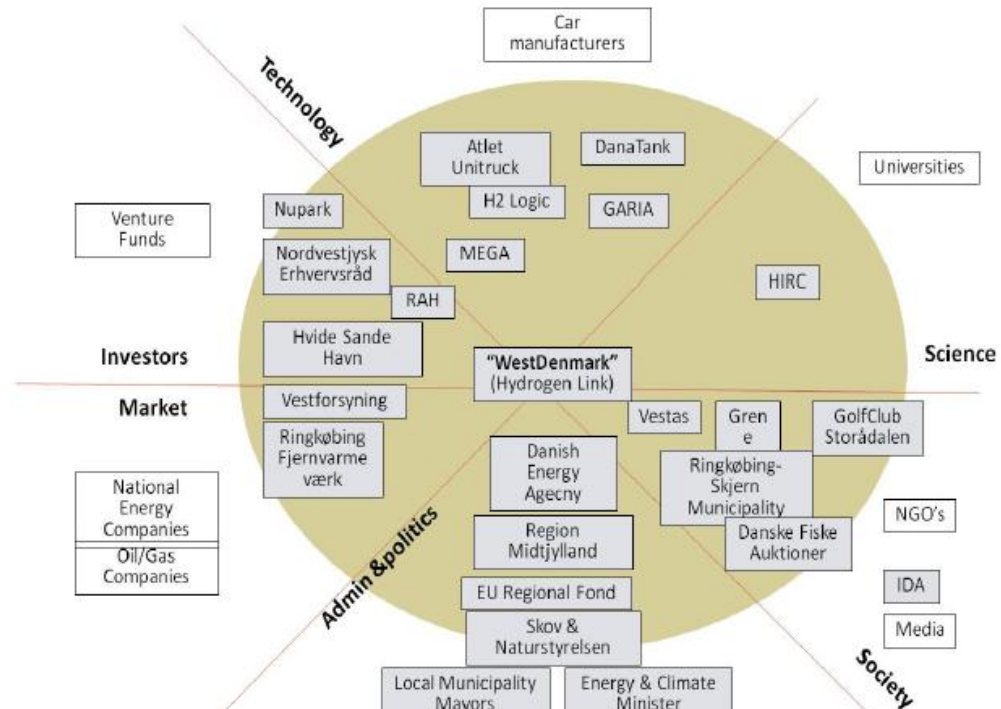 Car
manufacturers
Technology
Atlet
Unitruck
DanaTank
Universities
H2 Logic
GARIA
Nupark
Venture
Funds
Nordvestjysk
Erhvervsråd
MEGA
HIRC
RAH
Hvide Sande
Havn
Investors
"WestDenmark"
(Hydrogen Link)
Science
Market
Vestforsyning
Vestas
Gren
e
GolfClub
Storådalen
Ringkøbing
Fjernvarme
værk
Danish
Energy
Agecny
Ringkøbing-
Skjern
Municipality
National
Energy
Companies
Oil/Gas
Companies
Admin &politics
Region
Midtjylland
Danske Fiske
Auktioner
NGO's
EU Regional Fond
IDA
Skov &
Naturstyrelsen
Media
Society
Local Municipality
Mayors
Energy & Climate
Minister